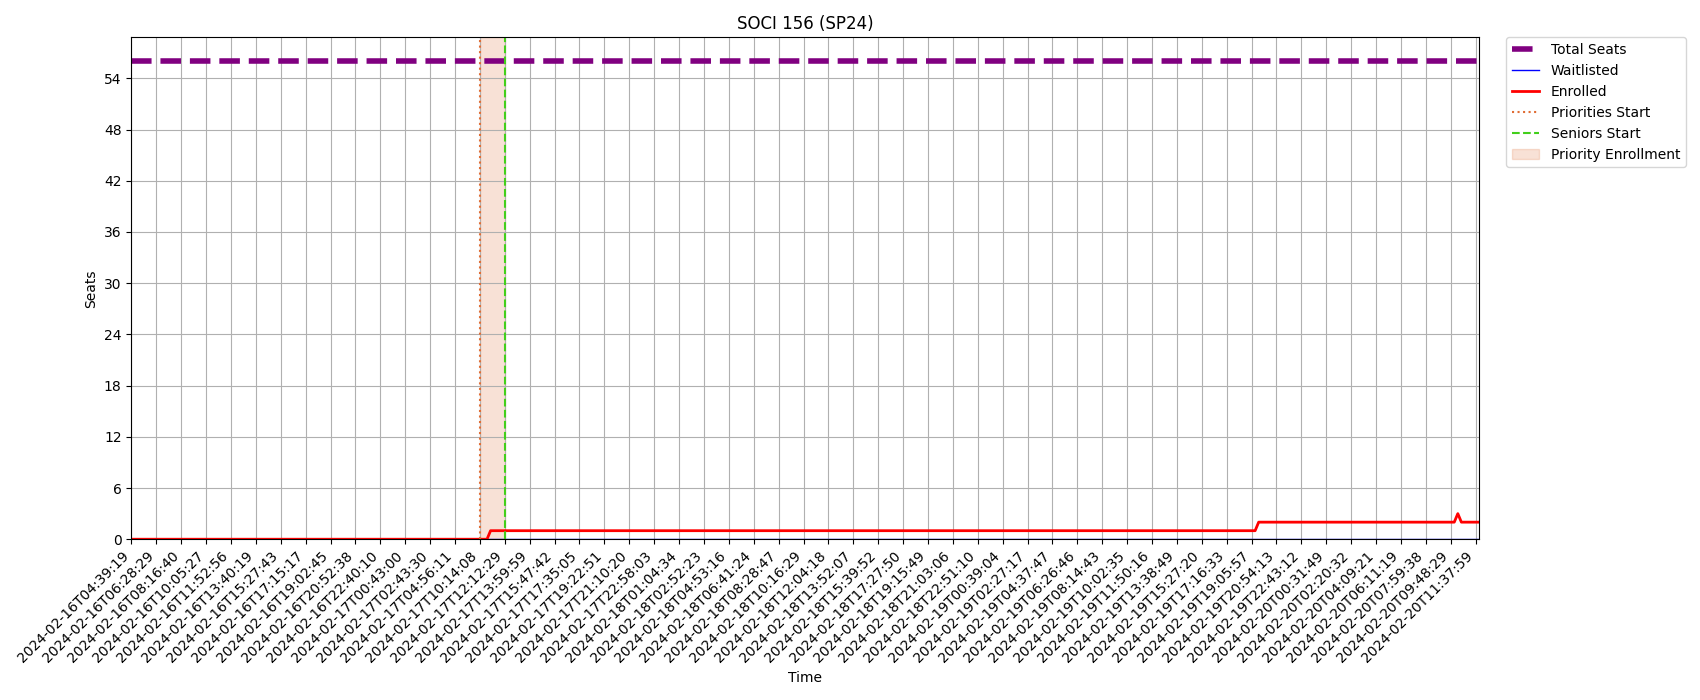 SOCI 156 (SP24)
Total Seats
Waitlisted
Enrolled
Priorities Start
Seniors Start
Priority Enrollment
Seats
54
48
42
36
30
24
18
12
6
0
2024-02-16T04:39:19
2024-02-16T06:28:29
2024-02-16T08:16:40
2024-02-16T10:05:27
2024-02-16T11:52:56
2024-02-16T13:40:19
2024-02-16T15:27:43
2024-02-16T17:15:17
2024-02-16T19:02:45
2024-02-16T20:52:38
2024-02-16T22:40:10
2024-02-17T00:43:00
2024-02-17T02:43:30
2024-02-17T04:56:11
2024-02-17T10:14:08
2024-02-17T12:12:29
2024-02-17T13:59:59
2024-02-17T15:47:42
2024-02-17T17:35:05
2024-02-17T19:22:51
2024-02-17T21:10:20
2024-02-17T22:58:03
2024-02-18T01:04:34
2024-02-18T02:52:23
2024-02-18T04:53:16
2024-02-18T06:41:24
2024-02-18T08:28:47
2024-02-18T10:16:29
2024-02-18T12:04:18
2024-02-18T13:52:07
2024-02-18T15:39:52
2024-02-18T17:27:50
2024-02-18T19:15:49
2024-02-18T21:03:06
2024-02-18T22:51:10
2024-02-19T00:39:04
2024-02-19T02:27:17
2024-02-19T04:37:47
2024-02-19T06:26:46
2024-02-19T08:14:43
2024-02-19T10:02:35
2024-02-19T11:50:16
2024-02-19T13:38:49
2024-02-19T15:27:20
2024-02-19T17:16:33
2024-02-19T19:05:57
2024-02-19T20:54:13
2024-02-19T22:43:12
2024-02-20T00:31:49
2024-02-20T02:20:32
2024-02-20T04:09:21
2024-02-20T06:11:19
2024-02-20T07:59:38
2024-02-20T09:48:29
2024-02-20T11:37:59
Time